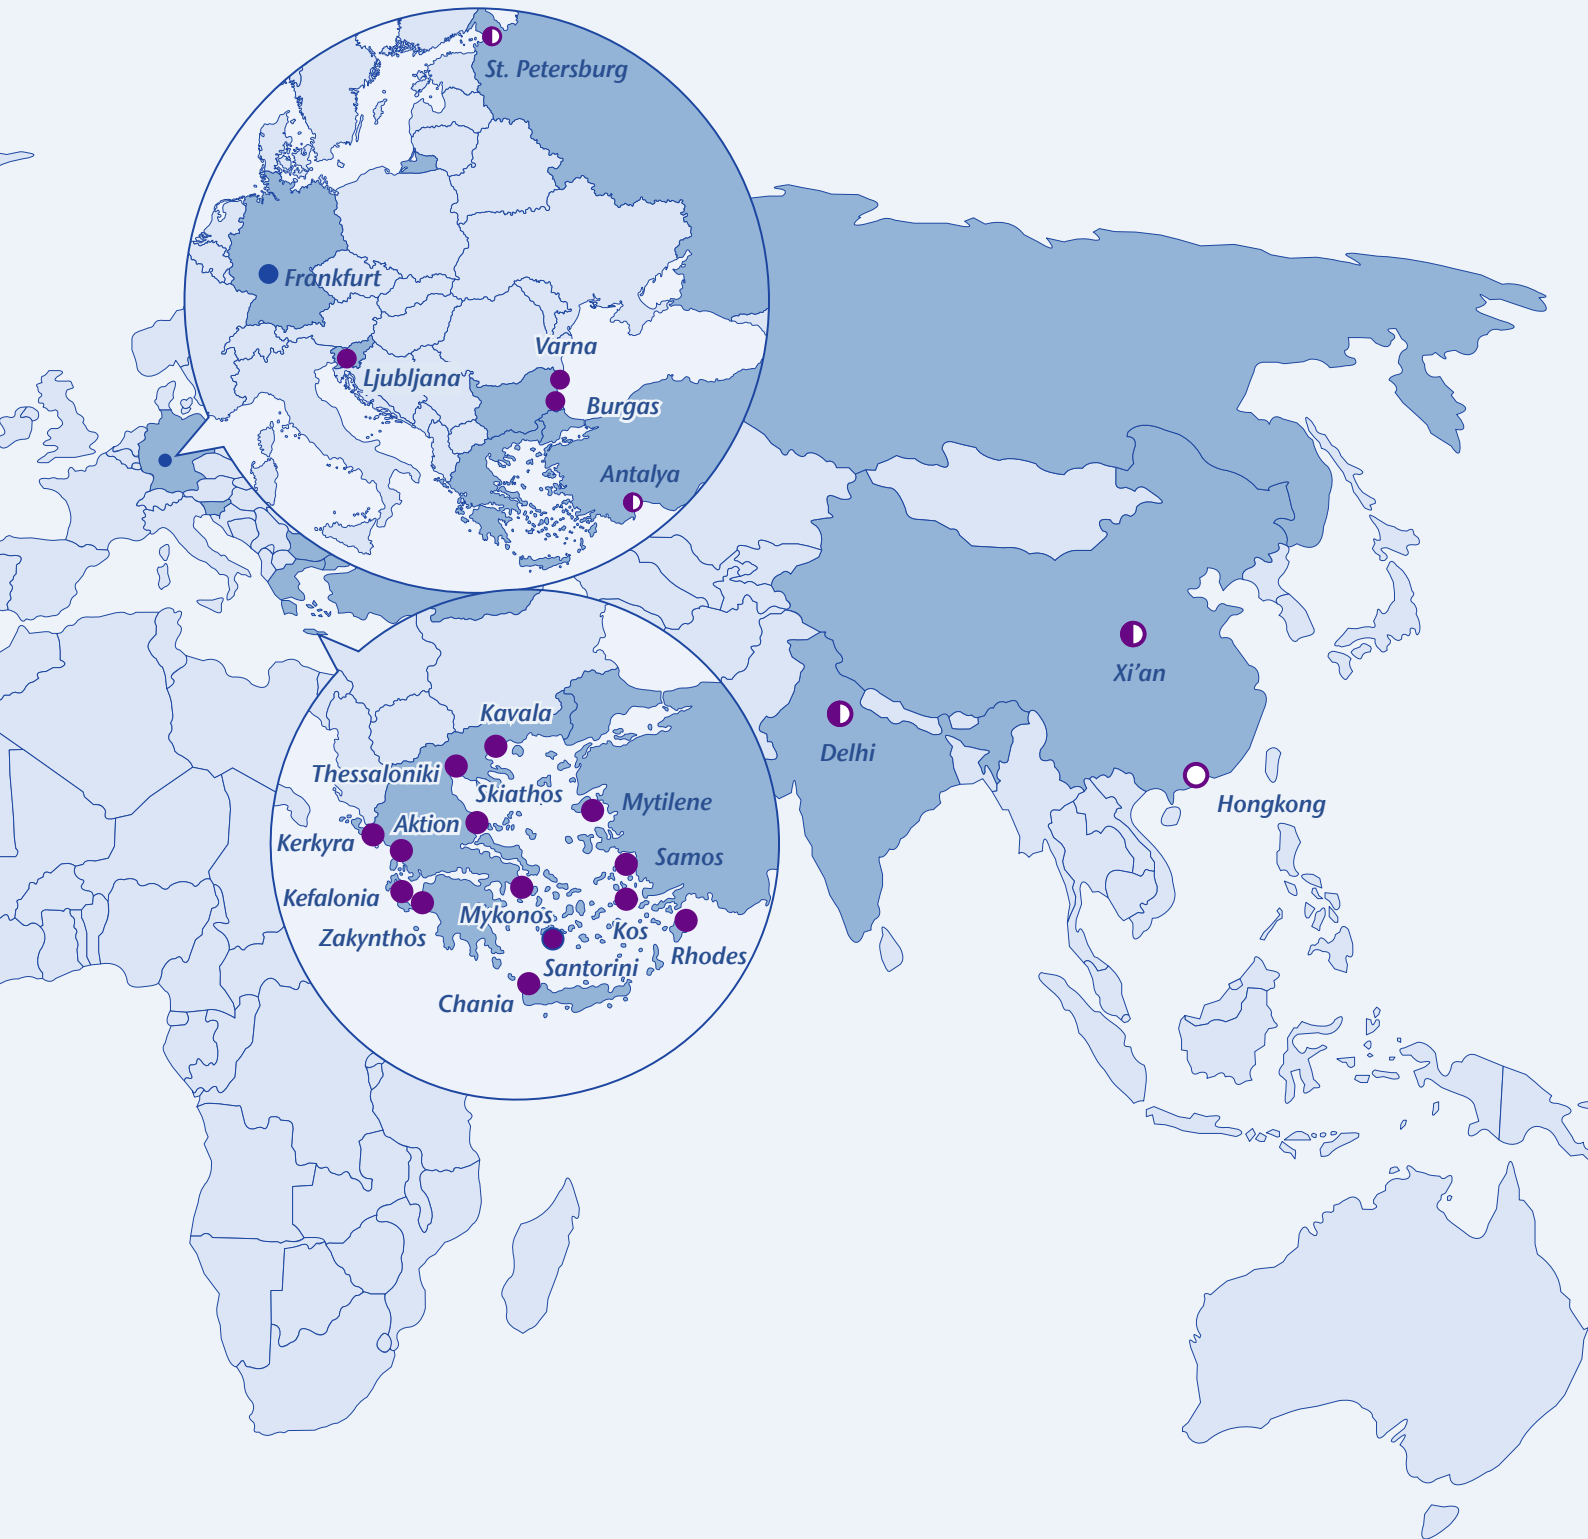 St. Petersburg
Frankfurt
Varna
Ljubljana
Burgas
Antalya
Xi’an
Kavala
Delhi
Thessaloniki
Skiathos
Mytilene
Hongkong
Aktion
Kerkyra
Samos
Kefalonia
Mykonos
Kos
Zakynthos
Rhodes
Santorini
Chania